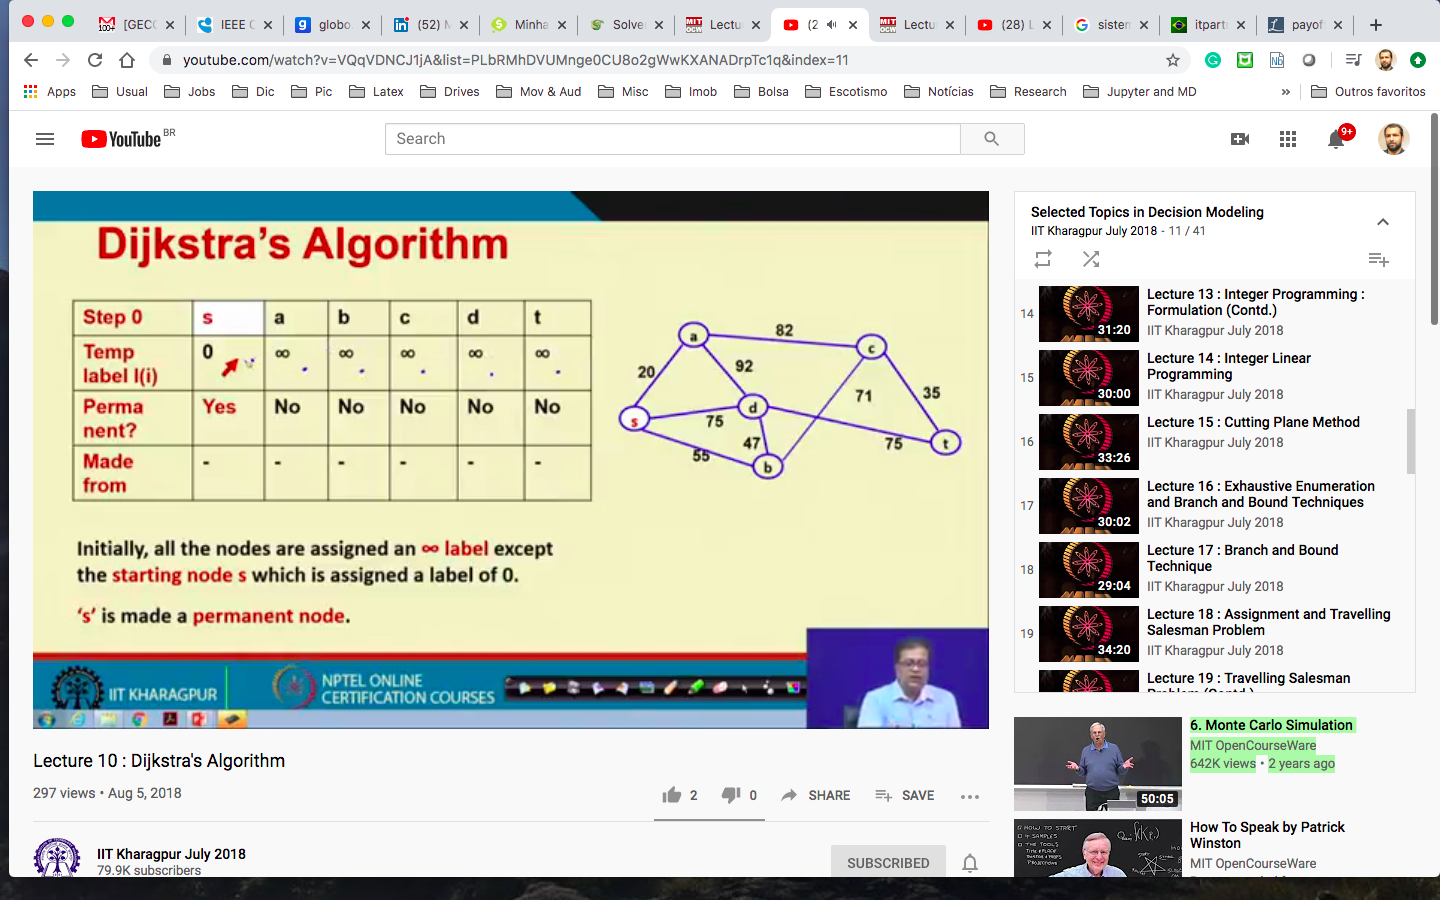 [GECC
IEEE C
globo.
(52) M
Minha
Solve
Lectu
(2
Lectu
(28) L
sistem
itpart
payof
youtube.com/watch?v=VQqVDNCJ1jA&list=PLbRMhDVUMnge0CU8o2gWwKXANADrpTc1q&index=11
Apps Usual Jobs Dic Pic Latex Drives Mov & Aud Misc Imob Bolsa Escotismo Notícias Research Jupyter and MD » Outros favoritos
YouTube BR
Search
9+
Dijkstra's Algorithm
Step 0 s a b c d t
Temp label l(i) 0 ∞ ∞ ∞ ∞ ∞
Perma nent? Yes No No No No No
Made from - - - - - -
a
82
c
20
92
71
35
s
d
75
47
75
t
55
b
Initially, all the nodes are assigned an ∞ label except
the starting node s which is assigned a label of 0.
‘s’ is made a permanent node.
IIT KHARAGPUR
NPTEL ONLINE
CERTIFICATION COURSES
Lecture 10 : Dijkstra's Algorithm
297 views • Aug 5, 2018
2
0
SHARE
SAVE
IIT Kharagpur July 2018
79.9K subscribers
SUBSCRIBED
Selected Topics in Decision Modeling
IIT Kharagpur July 2018 - 11 / 41
14
31:20
Lecture 13 : Integer Programming :
Formulation (Contd.)
IIT Kharagpur July 2018
15
30:00
Lecture 14 : Integer Linear
Programming
IIT Kharagpur July 2018
16
33:26
Lecture 15 : Cutting Plane Method
IIT Kharagpur July 2018
17
30:02
Lecture 16 : Exhaustive Enumeration
and Branch and Bound Techniques
IIT Kharagpur July 2018
18
29:04
Lecture 17 : Branch and Bound
Technique
IIT Kharagpur July 2018
19
34:20
Lecture 18 : Assignment and Travelling
Salesman Problem
IIT Kharagpur July 2018
Lecture 19 : Travelling Salesman
Problem (Contd.)
50:05
6. Monte Carlo Simulation
MIT OpenCourseWare
642K views • 2 years ago
How To Speak by Patrick
Winston
MIT OpenCourseWare